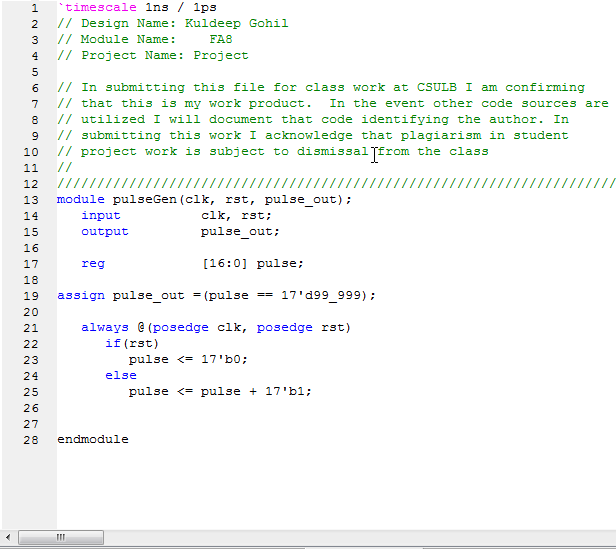 1 `timescale 1ns / 1ps
2 // Design Name: Kuldeep Gohil
3 // Module Name:    FA8
4 // Project Name: Project
5
6 // In submitting this file for class work at CSULB I am confirming
7 // that this is my work product.  In the event other code sources are
8 // utilized I will document that code identifying the author. In
9 // submitting this work I acknowledge that plagiarism in student
10 // project work is subject to dismissal from the class
11 //
12 //////////////////////////////////////////////////////////////////////
13 module pulseGen(clk, rst, pulse_out);
14    input          clk, rst;
15    output         pulse_out;
16
17    reg            [16:0] pulse;
18
19 assign pulse_out =(pulse == 17'd99_999);
20
21    always @(posedge clk, posedge rst)
22       if(rst)
23          pulse <= 17'b0;
24       else
25          pulse <= pulse + 17'b1;
26
27
28 endmodule